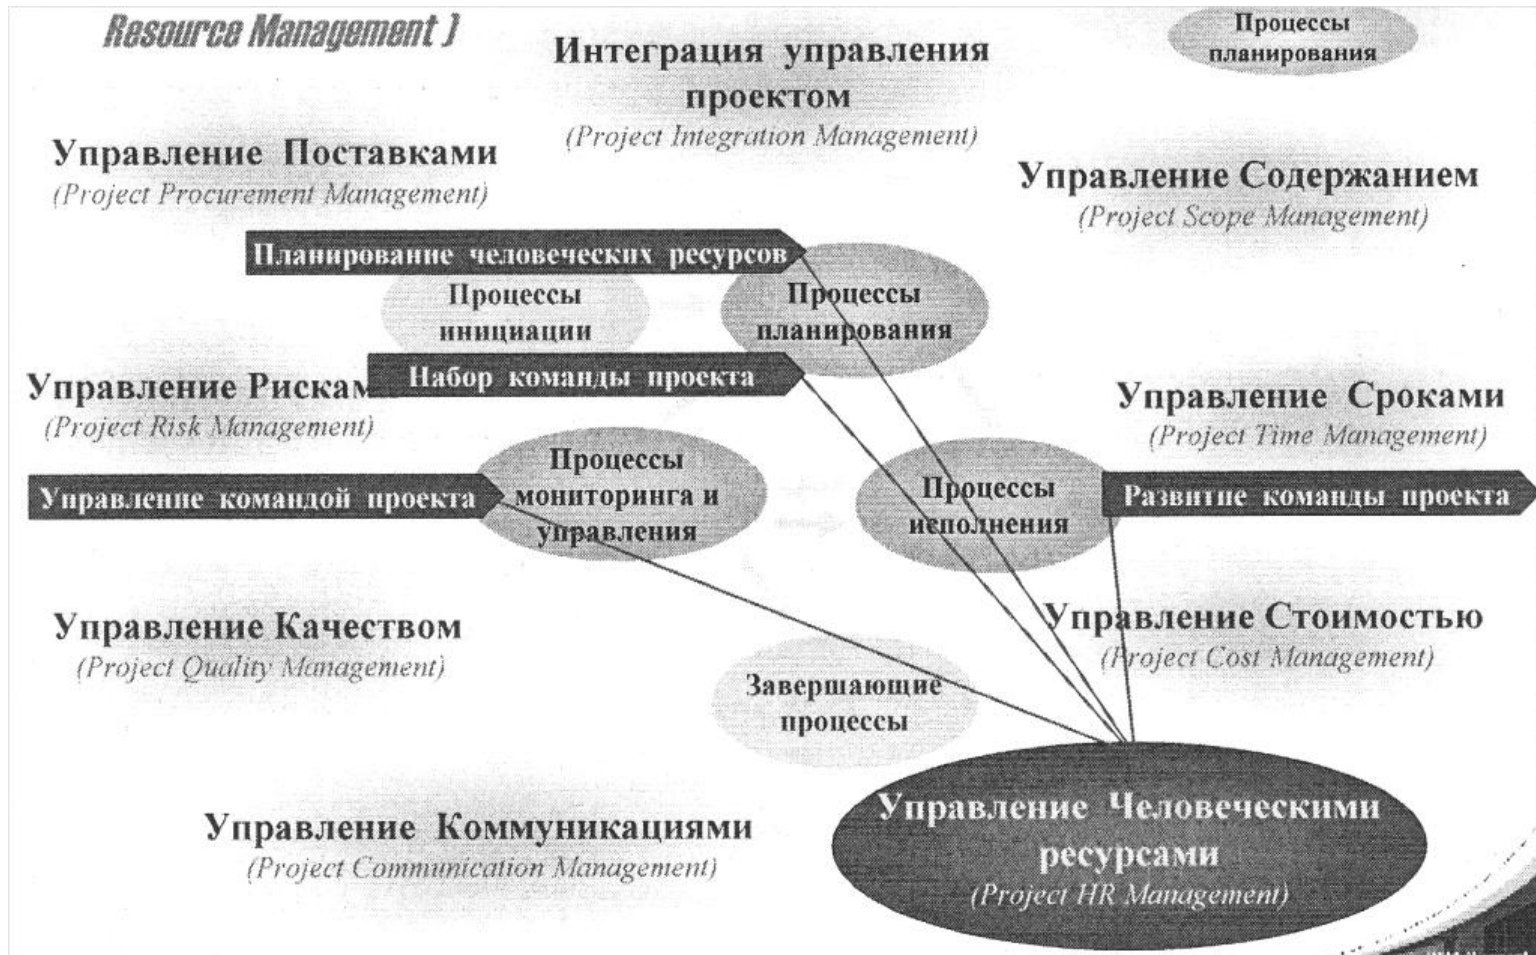 Resource Management )
Процессы
планирования
Интеграция управления
проектом
(Project Integration Management)
Управление Поставками
(Project Procurement Management)
Управление Содержанием
(Project Scope Management)
Планирование человеческих ресурсов
Процессы
инициации
Процессы
планирования
Набор команды проекта
Управление Рискам
(Project Risk Management)
Управление Сроками
(Project Time Management)
Процессы
мониторинга и
управления
Управление командой проекта
Процессы
исполнения
Развитие команды проекта
Управление Качеством
(Project Quality Management)
Управление Стоимостью
(Project Cost Management)
Завершающие
процессы
Управление Коммуникациями
(Project Communication Management)
Управление Человеческими
ресурсами
(Project HR Management)